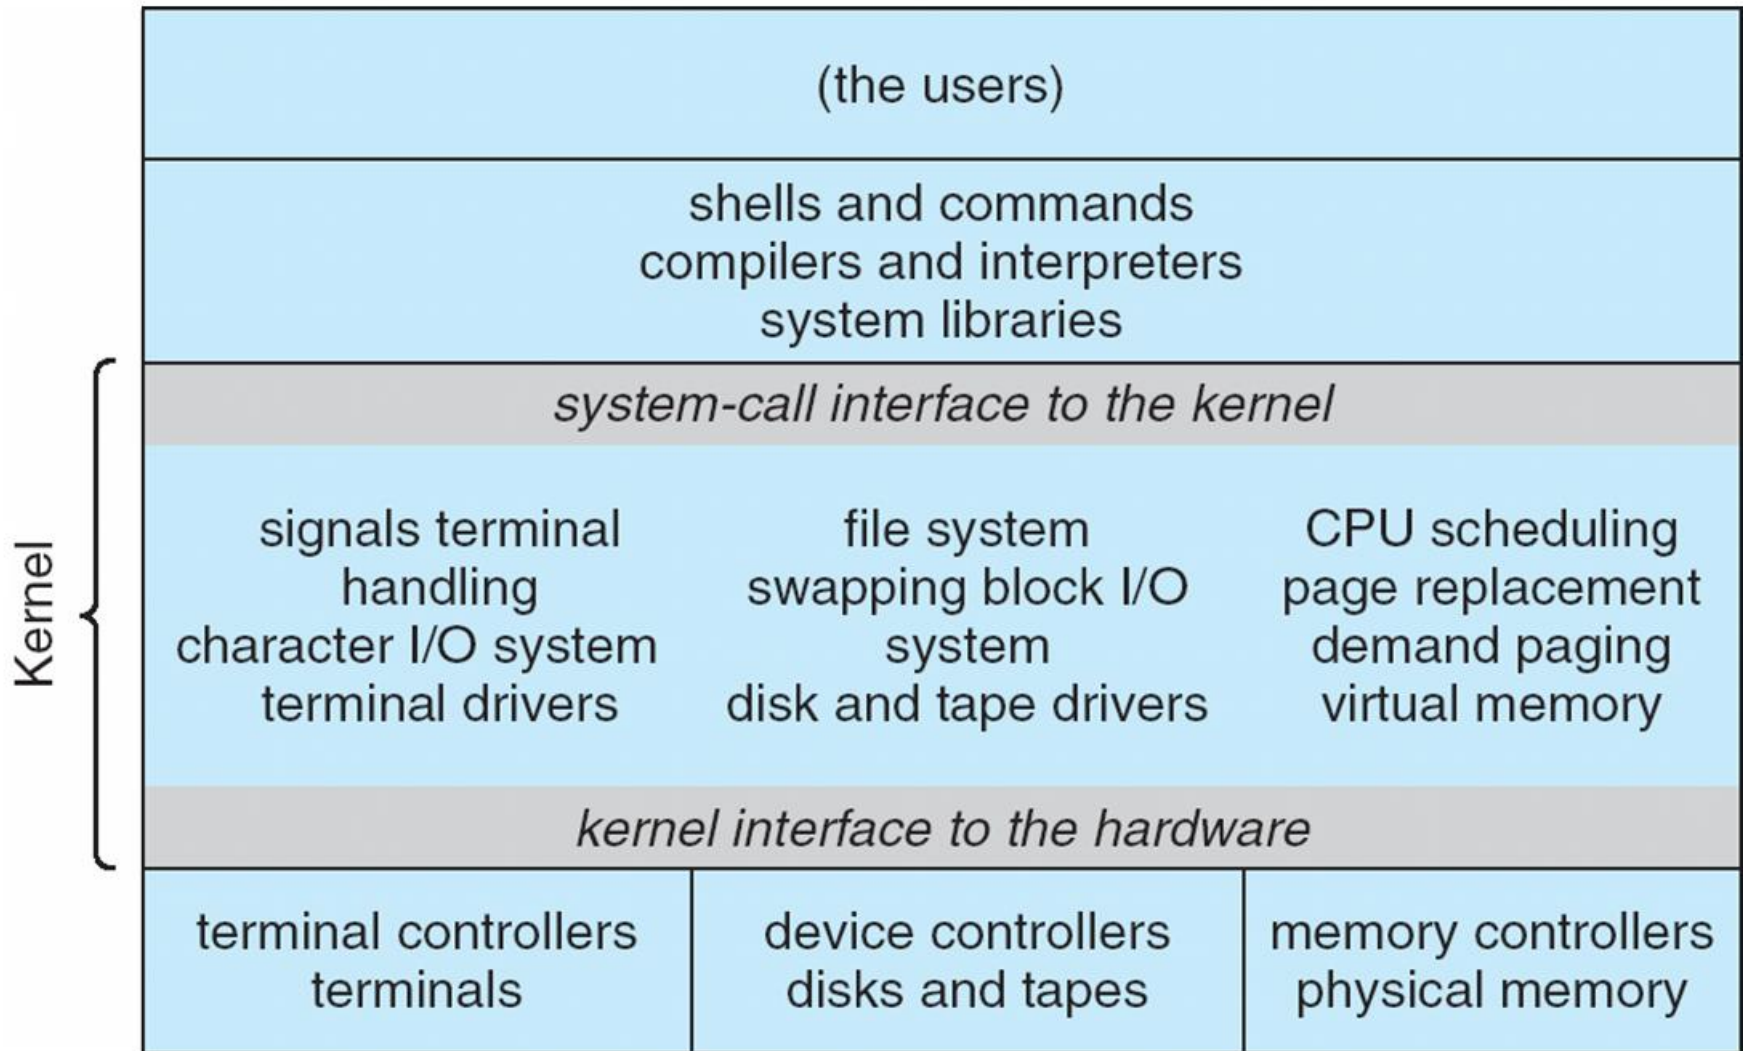 (the users)
shells and commands
compilers and interpreters
system libraries
Kernel
system-call interface to the kernel
signals terminal
handling
character I/O system
terminal drivers
file system
swapping block I/O
system
disk and tape drivers
CPU scheduling
page replacement
demand paging
virtual memory
kernel interface to the hardware
terminal controllers
terminals
device controllers
disks and tapes
memory controllers
physical memory